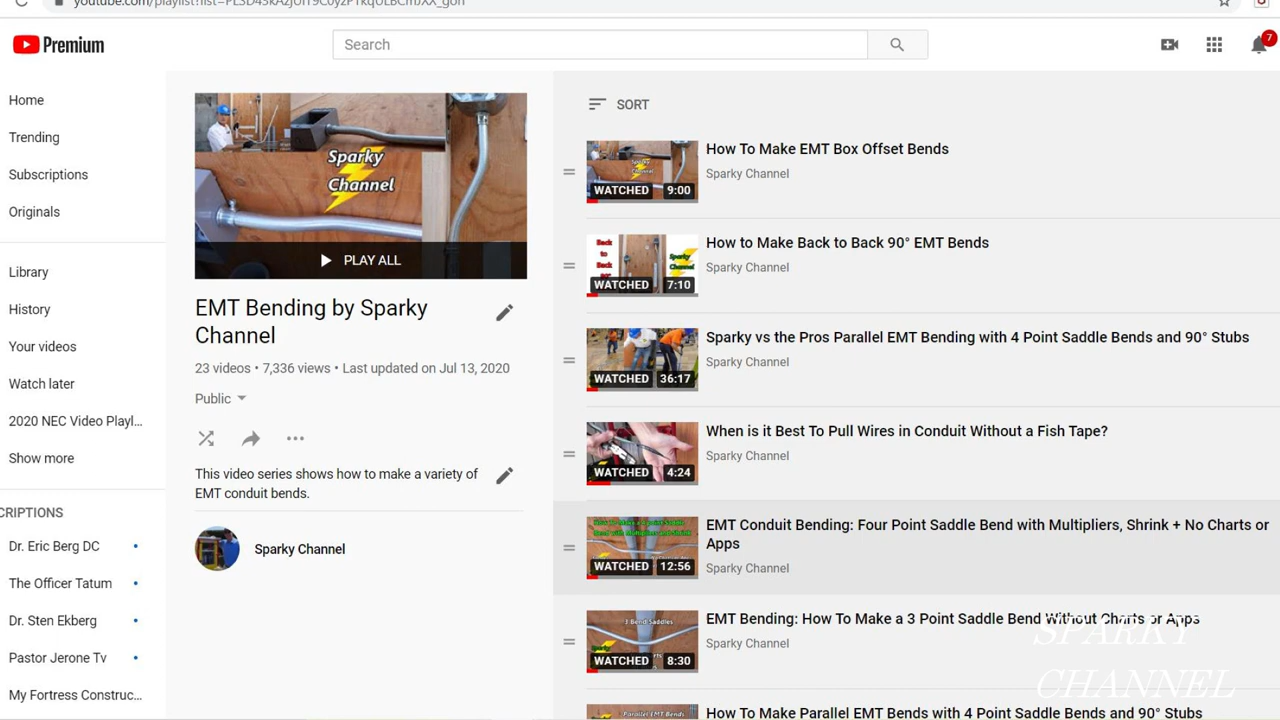 Premium
Search
7
Home
Trending
Subscriptions
Originals
Library
History
Your videos
Watch later
2020 NEC Video Playl...
Show more
CRIPTIONS
Dr. Eric Berg DC
The Officer Tatum
Dr. Sten Ekberg
Pastor Jerone Tv
My Fortress Construc...
Sparky
Channel
PLAY ALL
EMT Bending by Sparky
Channel
23 videos • 7,336 views • Last updated on Jul 13, 2020
Public
This video series shows how to make a variety of
EMT conduit bends.
Sparky Channel
SORT
WATCHED 9:00
How To Make EMT Box Offset Bends
Sparky Channel
Back
to
Back
Sparky
Channel
WATCHED 7:10
How to Make Back to Back 90° EMT Bends
Sparky Channel
WATCHED 36:17
Sparky vs the Pros Parallel EMT Bending with 4 Point Saddle Bends and 90° Stubs
Sparky Channel
WATCHED 4:24
When is it Best To Pull Wires in Conduit Without a Fish Tape?
Sparky Channel
WATCHED 12:56
EMT Conduit Bending: Four Point Saddle Bend with Multipliers, Shrink + No Charts or
Apps
Sparky Channel
3 Bend Saddles
WATCHED 8:30
EMT Bending: How To Make a 3 Point Saddle Bend Without Charts or Apps
Sparky Channel
SPARKY
CHANNEL
Parallel EMT Bends
How To Make Parallel EMT Bends with 4 Point Saddle Bends and 90° Stubs